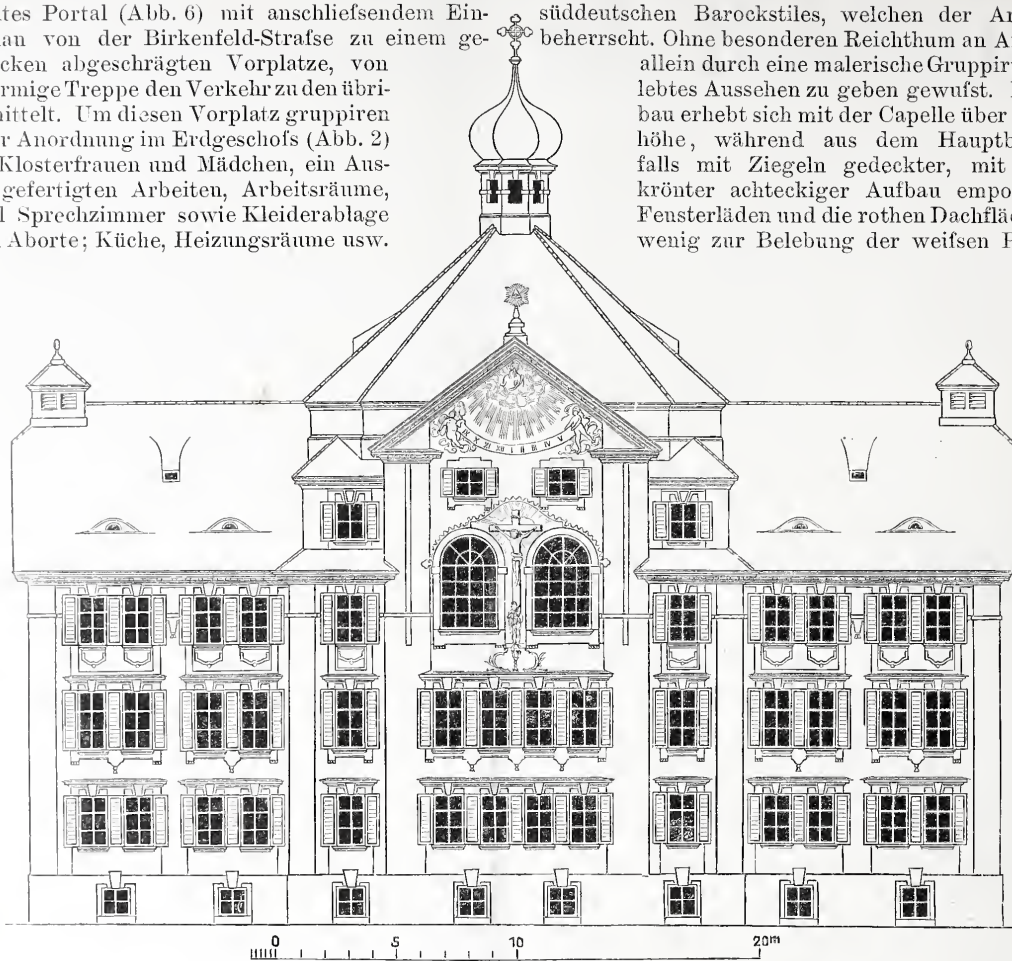 tes Portal (Abb. 6) mit anschliefsendem Ein-
an von der Birkenfeld-Strafse zu einem ge-
cken abgeschrägten Vorplatze, von
rmige Treppe den Verkehr zu den übri-
mittelt. Um diesen Vorplatz gruppiren
r Anordnung im Erdgeschofs (Abb. 2)
Klosterfrauen und Mädchen, ein Aus-
gefertigten Arbeiten, Arbeitsräume,
l Sprechzimmer sowie Kleiderablage
Aborte; Küche, Heizungsräume usw.
süddeutschen Barockstiles, welchen der Ar
beherrscht. Ohne besonderen Reichthum an A
allein durch eine malerische Gruppir
lebtes Aussehen zu geben gewufst.
bau erhebt sich mit der Capelle über
höhe, während aus dem Hauptb
falls mit Ziegeln gedeckter, mit
krönter achteckiger Aufbau empo
Fensterläden und die rothen Dachfläc
wenig zur Belebung der weifsen F
0 5 10 20m